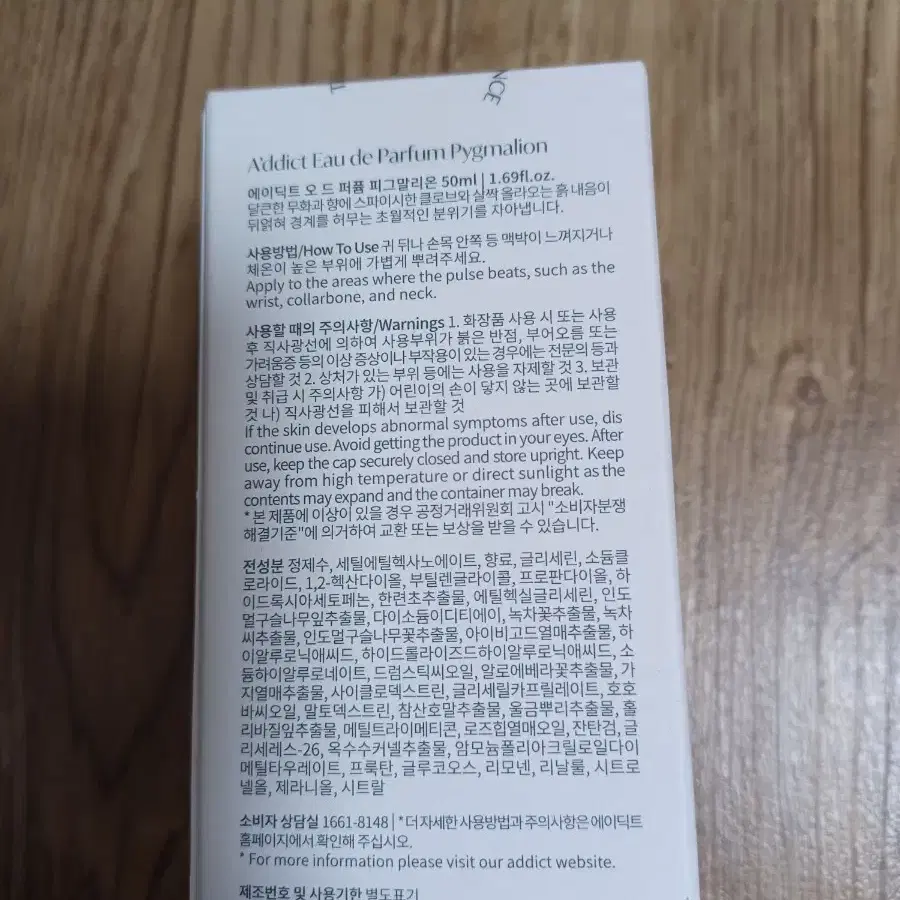 NCE
A'ddict Eau de Parfum Pygmalion
에이딕트 오 드 퍼퓸 피그말리온 50ml | 1.69fl.oz.
달큰한 무화과 향에 스파이시한 클로브와 살짝 올라오는 흙 내음이
뒤얽혀 경계를 허무는 초월적인 분위기를 자아냅니다.
사용방법/How To Use 귀 뒤나 손목 안쪽 등 맥박이 느껴지거나
체온이 높은 부위에 가볍게 뿌려주세요.
Apply to the areas where the pulse beats, such as the
wrist, collarbone, and neck.
사용할 때의 주의사항/Warnings 1. 화장품 사용 시 또는 사용
후 직사광선에 의하여 사용부위가 붉은 반점, 부어오름 또는
가려움증 등의 이상 증상이나 부작용이 있는 경우에는 전문의 등과
상담할 것 2. 상처가 있는 부위 등에는 사용을 자제할 것 3. 보관
및 취급 시 주의사항 가) 어린이의 손이 닿지 않는 곳에 보관할
것 나) 직사광선을 피해서 보관할 것
If the skin develops abnormal symptoms after use, dis
continue use. Avoid getting the product in your eyes. After
use, keep the cap securely closed and store upright. Keep
away from high temperature or direct sunlight as the
contents may expand and the container may break.
* 본 제품에 이상이 있을 경우 공정거래위원회 고시 "소비자분쟁
해결기준"에 의거하여 교환 또는 보상을 받을 수 있습니다.
전성분 정제수, 세틸에틸헥사노에이트, 향료, 글리세린, 소듐클
로라이드, 1,2-헥산다이올, 부틸렌글라이콜, 프로판다이올, 하
이드록시아세토페논, 한련초추출물, 에틸헥실글리세린, 인도
멀구슬나무잎추출물, 다이소듐이디티에이, 녹차꽃추출물, 녹차
씨추출물, 인도멀구슬나무꽃추출물, 아이비고드열매추출물, 하
이알루로닉애씨드, 하이드롤라이즈드하이알루로닉애씨드, 소
듐하이알루로네이트, 드럼스틱씨오일, 알로에베라꽃추출물, 가
지열매추출물, 사이클로덱스트린, 글리세릴카프릴레이트, 호호
바씨오일, 말토덱스트린, 참산호말추출물, 울금뿌리추출물, 홀
리바질잎추출물, 메틸트라이메티콘, 로즈힙열매오일, 잔탄검, 글
리세레스-26, 옥수수커넬추출물, 암모늄폴리아크릴로일다이
메틸타우레이트, 프룩탄, 글루코오스, 리모넨, 리날룰, 시트로
넬올, 제라니올, 시트랄
소비자 상담실 1661-8148 | *더 자세한 사용방법과 주의사항은 에이딕트
홈페이지에서 확인해 주십시오.
* For more information please visit our addict website.
제조번호 및 사용기한 별도표기